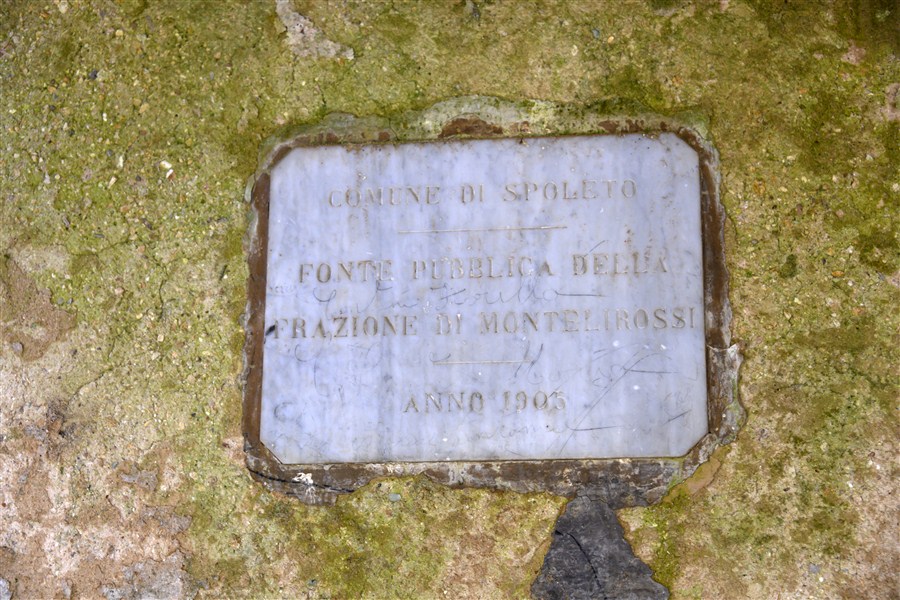 COMUNE DI SPOLETO
FONTE PUBBLICA DELLA
FRAZIONE DI MONTELIROSSI
ANNO 1903